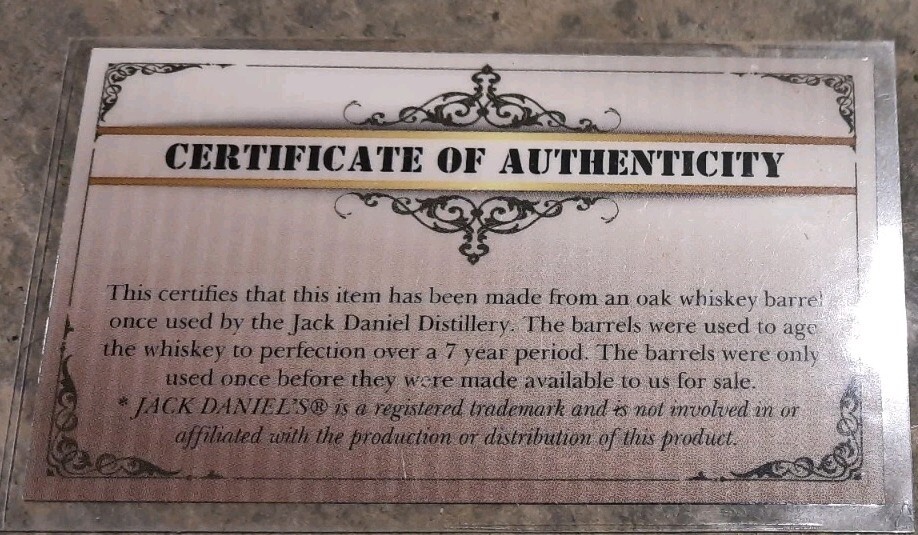 CERTIFICATE OF AUTHENTICITY
This certifies that this item has been made from an oak whiskey barrel
once used by the Jack Daniel Distillery. The barrels were used to age
the whiskey to perfection over a 7 year period. The barrels were only
used once before they were made available to us for sale.
* JACK DANIEL'S® is a registered trademark and is not involved in or
affiliated with the production or distribution of this product.